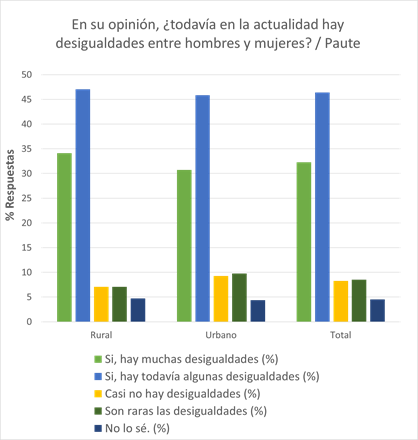 En su opinión, ¿todavía en la actualidad hay
desigualdades entre hombres y mujeres? / Paute
50
45
40
35
30
25
20
15
10
5
0
% Respuestas
Rural Urbano Total
Si, hay muchas desigualdades (%)
Si, hay todavía algunas desigualdades (%)
Casi no hay desigualdades (%)
Son raras las desigualdades (%)
No lo sé. (%)